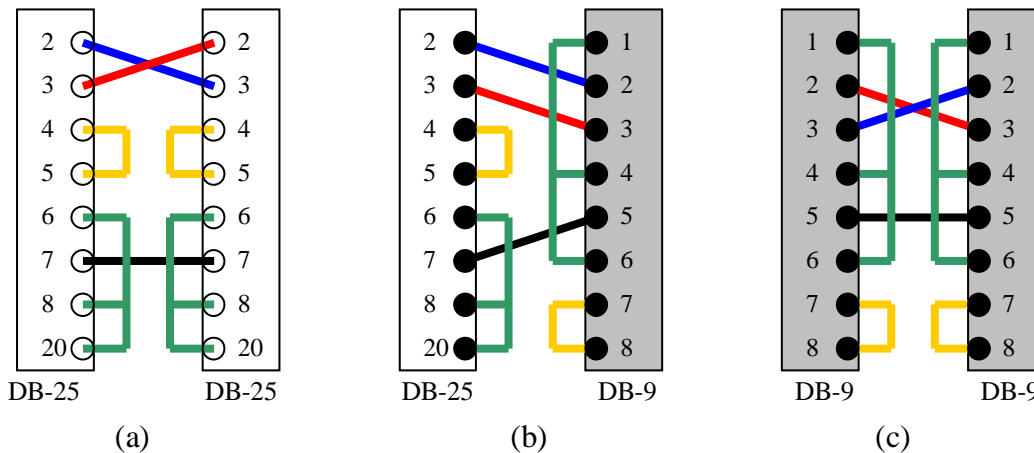 2 2 2 1 1 1
3 3 3 2 2 2
4 4 4 3 3 3
5 5 5 4 4 4
6 6 6 5 5 5
7 7 7 6 6 6
8 8 8 7 7 7
20 20 20 8 8 8
DB-25 DB-25 DB-25 DB-9 DB-9 DB-9
(a) (b) (c)